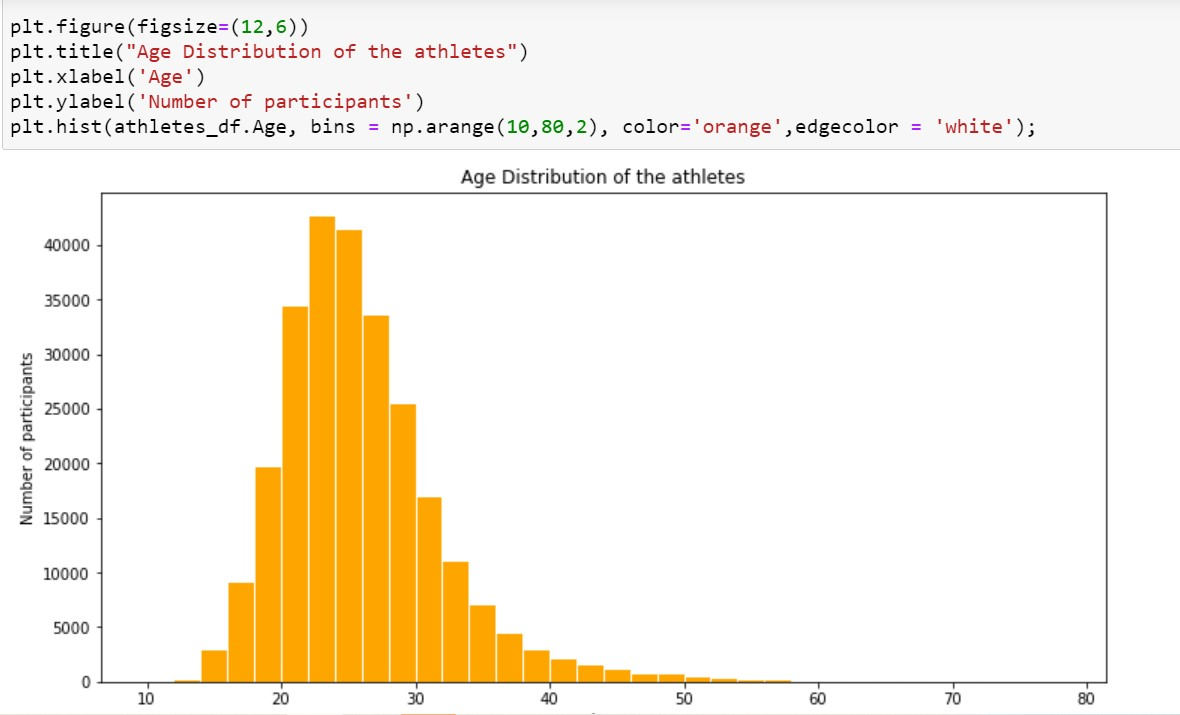 plt.figure(figsize=(12,6))
plt.title("Age Distribution of the athletes")
plt.xlabel('Age')
plt.ylabel('Number of participants')
plt.hist(athletes_df.Age, bins = np.arange(10,80,2), color='orange',edgecolor = 'white');
Age Distribution of the athletes
Number of participants
40000
35000
30000
25000
20000
15000
10000
5000
0
10 20 30 40 50 60 70 80